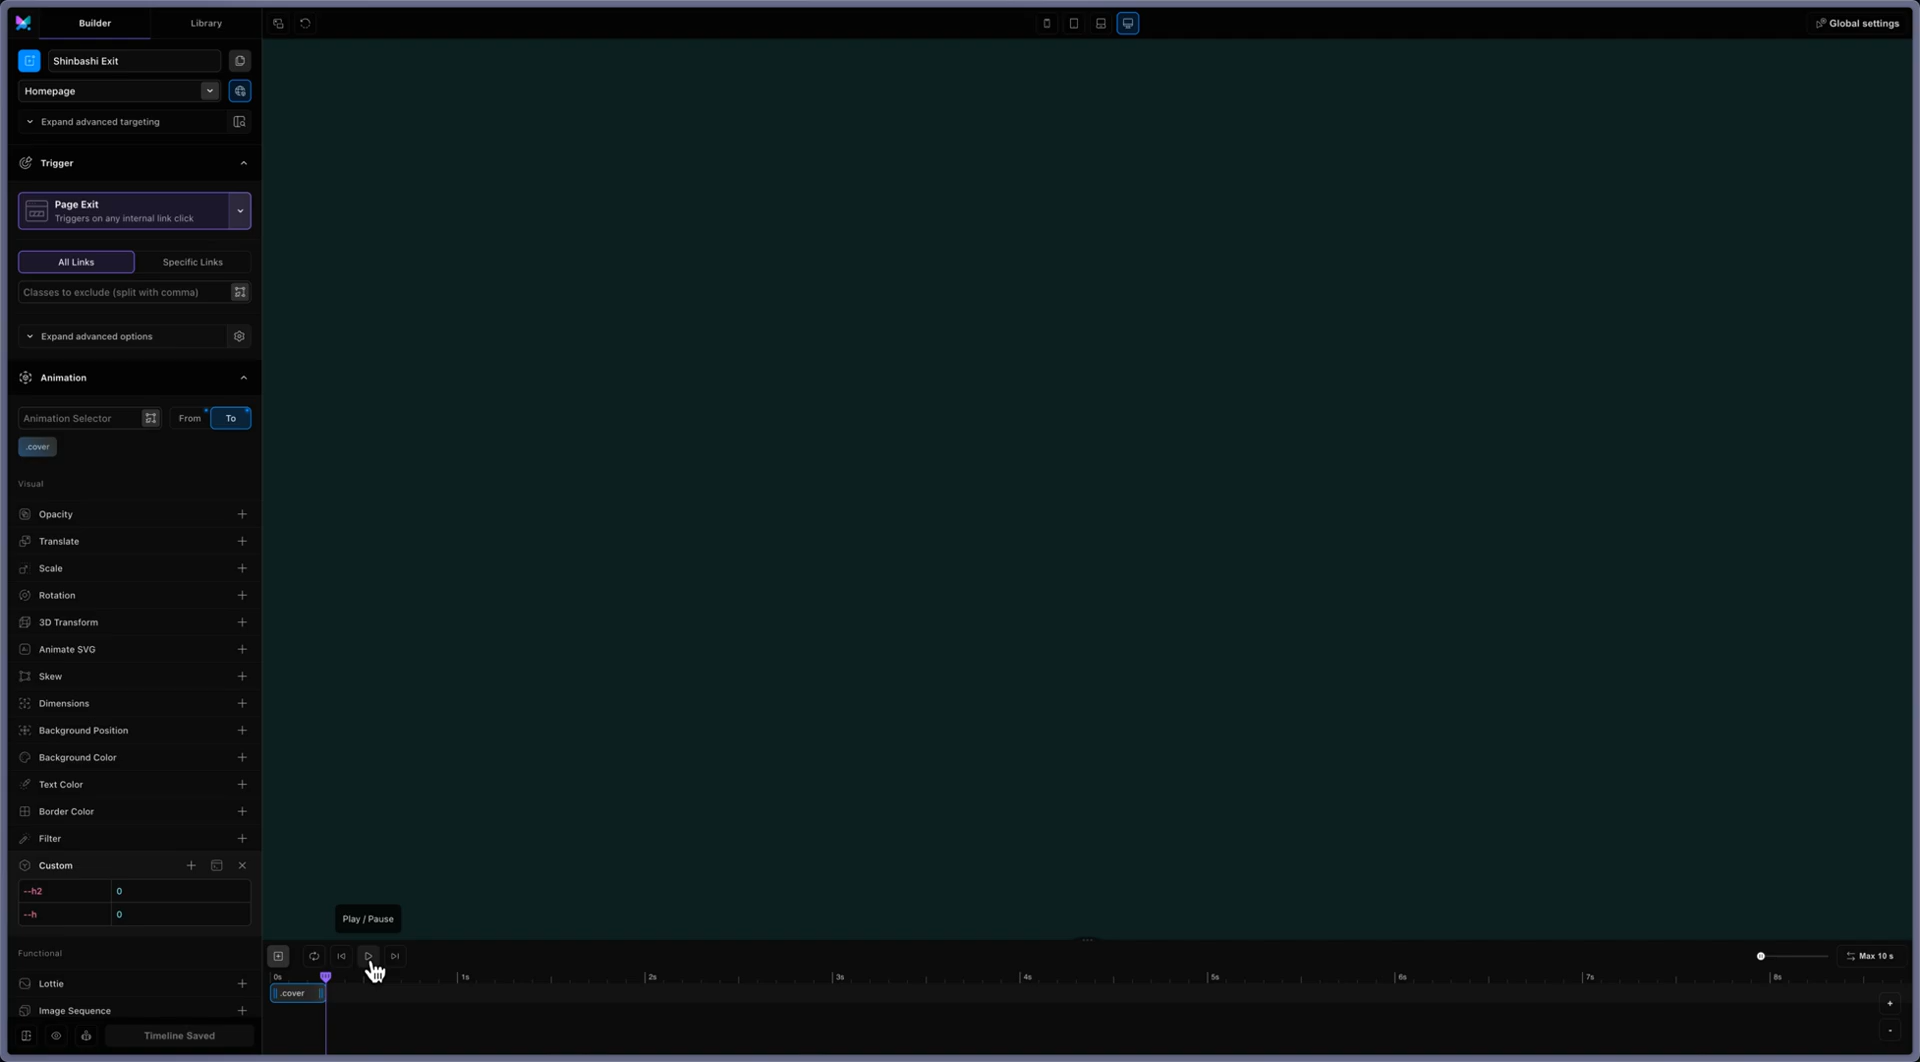 Builder
Library
Global settings
Shinbashi Exit
Homepage
Expand advanced targeting
Trigger
Page Exit
Triggers on any internal link click
All Links
Specific Links
Classes to exclude (split with comma)
Expand advanced options
Animation
Animation Selector
From
To
.cover
Visual
Opacity
Translate
Scale
Rotation
3D Transform
Animate SVG
Skew
Dimensions
Background Position
Background Color
Text Color
Border Color
Filter
Custom
--h2 0
--h 0
Functional
Lottie
Image Sequence
Timeline Saved
Play / Pause
Max 10 s
0s 1s 2s 3s 4s 5s 6s 7s 8s
.cover